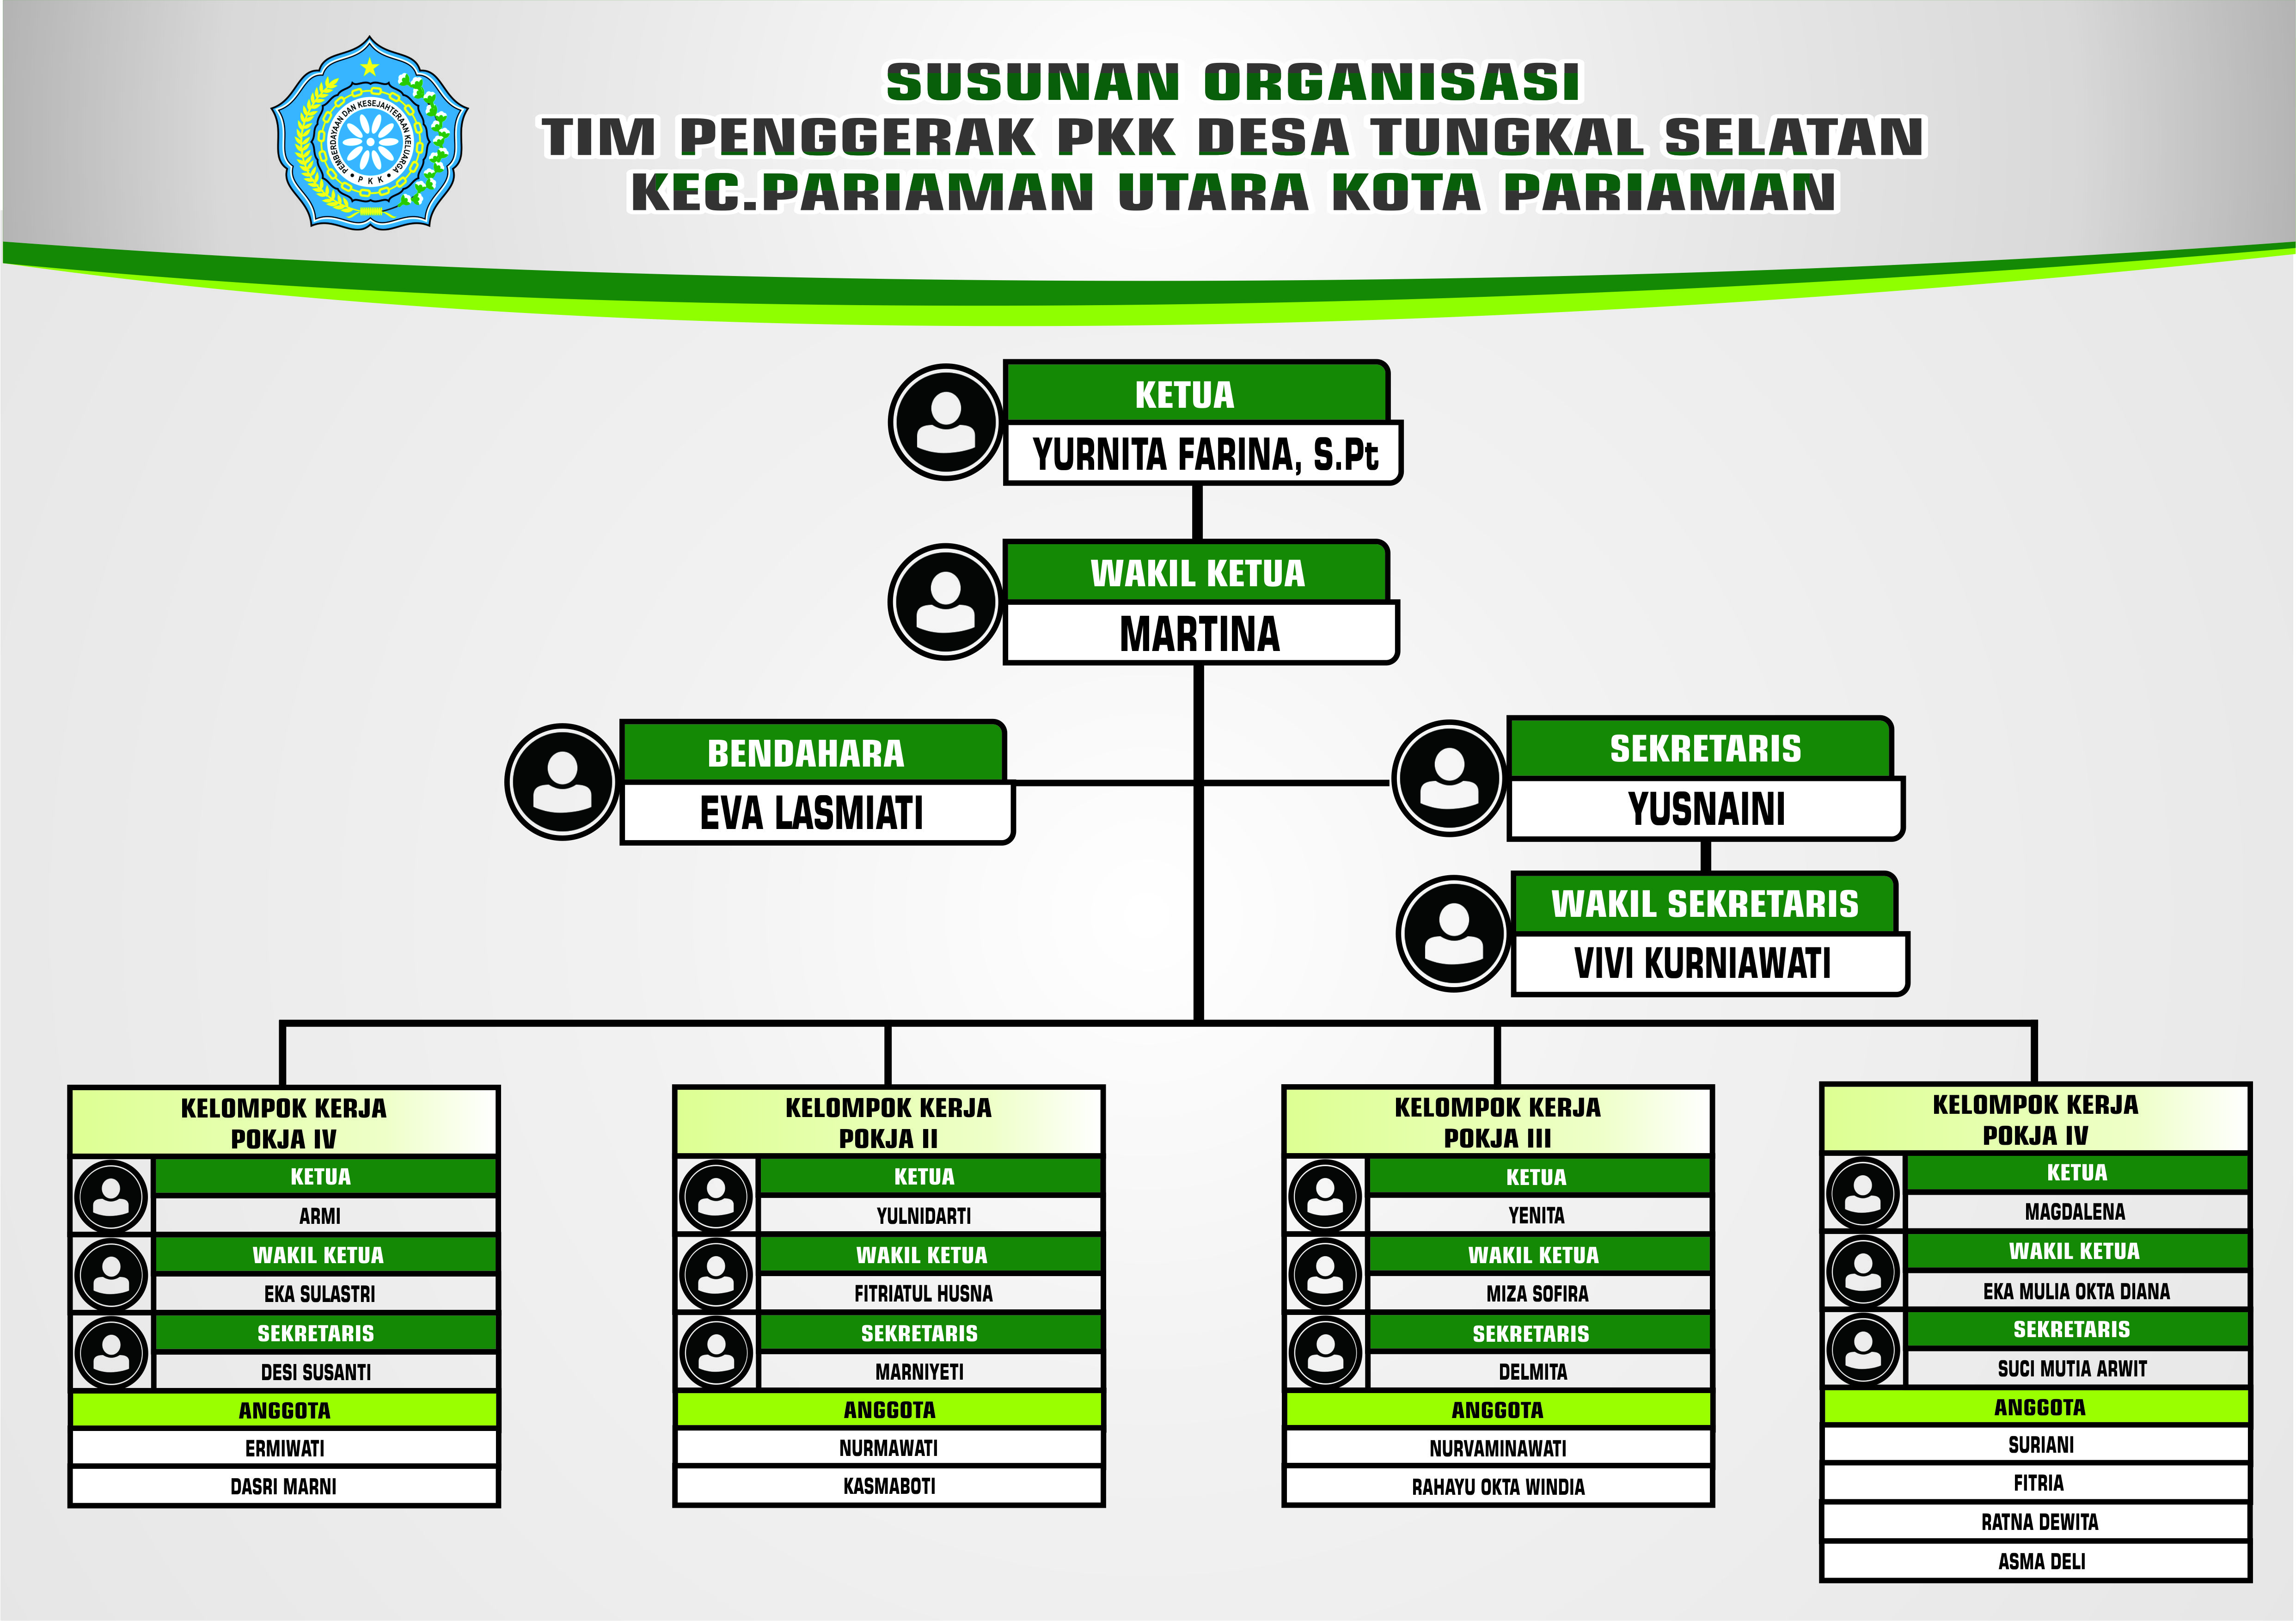 PEMBERDAYAAN DAN KESEJAHTERAAN KELUARGA
• P K K •
SUSUNAN ORGANISASI
TIM PENGGERAK PKK DESA TUNGKAL SELATAN
KEC.PARIAMAN UTARA KOTA PARIAMAN
KETUA
YURNITA FARINA, S.Pt
WAKIL KETUA
MARTINA
BENDAHARA
EVA LASMIATI
SEKRETARIS
YUSNAINI
WAKIL SEKRETARIS
VIVI KURNIAWATI
KELOMPOK KERJA
POKJA IV
KETUA
ARMI
WAKIL KETUA
EKA SULASTRI
SEKRETARIS
DESI SUSANTI
ANGGOTA
ERMIWATI
DASRI MARNI
KELOMPOK KERJA
POKJA II
KETUA
YULNIDARTI
WAKIL KETUA
FITRIATUL HUSNA
SEKRETARIS
MARNIYETI
ANGGOTA
NURMAWATI
KASMABOTI
KELOMPOK KERJA
POKJA III
KETUA
YENITA
WAKIL KETUA
MIZA SOFIRA
SEKRETARIS
DELMITA
ANGGOTA
NURVAMINAWATI
RAHAYU OKTA WINDIA
KELOMPOK KERJA
POKJA IV
KETUA
MAGDALENA
WAKIL KETUA
EKA MULIA OKTA DIANA
SEKRETARIS
SUCI MUTIA ARWIT
ANGGOTA
SURIANI
FITRIA
RATNA DEWITA
ASMA DELI